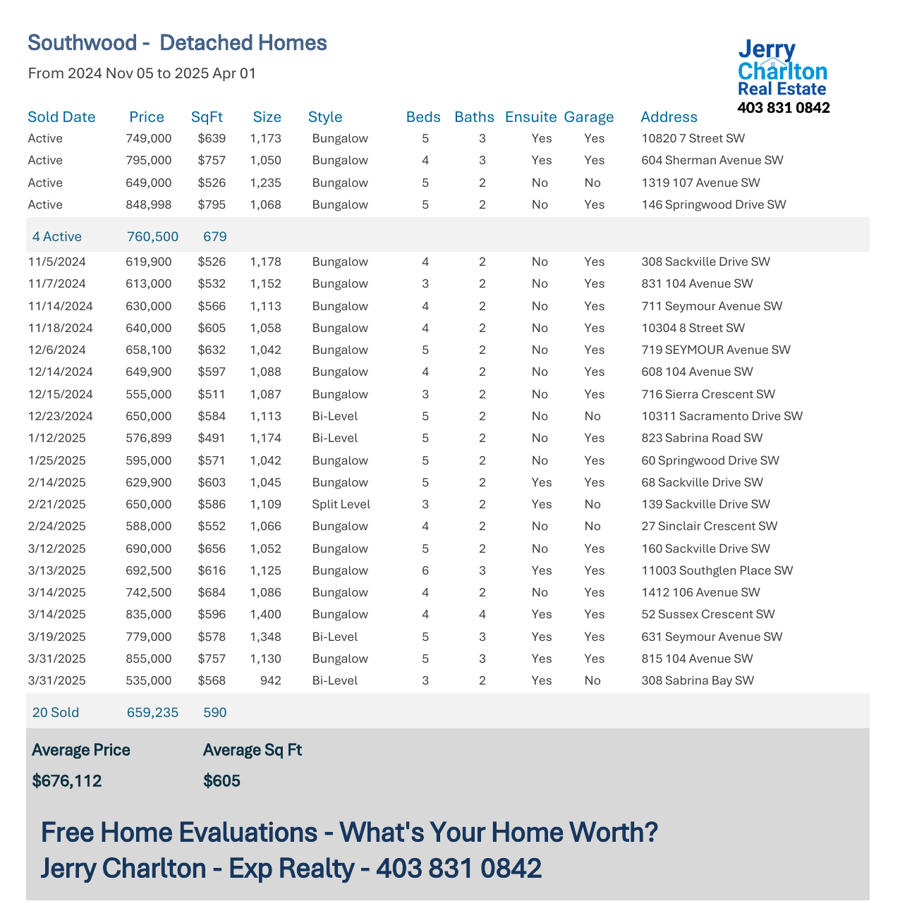 Southwood - Detached Homes
From 2024 Nov 05 to 2025 Apr 01
Jerry
Charlton
Real Estate
403 831 0842
Sold Date Price SqFt Size Style Beds Baths Ensuite Garage Address
Active 749,000 $639 1,173 Bungalow 5 3 Yes Yes 10820 7 Street SW
Active 795,000 $757 1,050 Bungalow 4 3 Yes Yes 604 Sherman Avenue SW
Active 649,000 $526 1,235 Bungalow 5 2 No No 1319 107 Avenue SW
Active 848,998 $795 1,068 Bungalow 5 2 No Yes 146 Springwood Drive SW
4 Active 760,500 679
11/5/2024 619,900 $526 1,178 Bungalow 4 2 No Yes 308 Sackville Drive SW
11/7/2024 613,000 $532 1,152 Bungalow 3 2 No Yes 831 104 Avenue SW
11/14/2024 630,000 $566 1,113 Bungalow 4 2 No Yes 711 Seymour Avenue SW
11/18/2024 640,000 $605 1,058 Bungalow 4 2 No Yes 10304 8 Street SW
12/6/2024 658,100 $632 1,042 Bungalow 5 2 No Yes 719 SEYMOUR Avenue SW
12/14/2024 649,900 $597 1,088 Bungalow 4 2 No Yes 608 104 Avenue SW
12/15/2024 555,000 $511 1,087 Bungalow 3 2 No Yes 716 Sierra Crescent SW
12/23/2024 650,000 $584 1,113 Bi-Level 5 2 No No 10311 Sacramento Drive SW
1/12/2025 576,899 $491 1,174 Bi-Level 5 2 No Yes 823 Sabrina Road SW
1/25/2025 595,000 $571 1,042 Bungalow 5 2 No Yes 60 Springwood Drive SW
2/14/2025 629,900 $603 1,045 Bungalow 5 2 Yes Yes 68 Sackville Drive SW
2/21/2025 650,000 $586 1,109 Split Level 3 2 Yes No 139 Sackville Drive SW
2/24/2025 588,000 $552 1,066 Bungalow 4 2 No No 27 Sinclair Crescent SW
3/12/2025 690,000 $656 1,052 Bungalow 5 2 No Yes 160 Sackville Drive SW
3/13/2025 692,500 $616 1,125 Bungalow 6 3 Yes Yes 11003 Southglen Place SW
3/14/2025 742,500 $684 1,086 Bungalow 4 2 No Yes 1412 106 Avenue SW
3/14/2025 835,000 $596 1,400 Bungalow 4 4 Yes Yes 52 Sussex Crescent SW
3/19/2025 779,000 $578 1,348 Bi-Level 5 3 Yes Yes 631 Seymour Avenue SW
3/31/2025 855,000 $757 1,130 Bungalow 5 3 Yes Yes 815 104 Avenue SW
3/31/2025 535,000 $568 942 Bi-Level 3 2 Yes No 308 Sabrina Bay SW
20 Sold 659,235 590
Average Price Average Sq Ft
$676,112 $605
Free Home Evaluations - What's Your Home Worth?
Jerry Charlton - Exp Realty - 403 831 0842